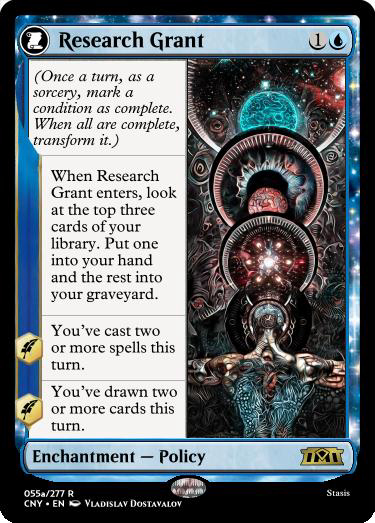 Research Grant
1
(Once a turn, as a
sorcery, mark a
condition as complete.
When all are complete,
transform it.)
When Research
Grant enters, look
at the top three
cards of your
library. Put one
into your hand
and the rest into
your graveyard.
You've cast two
or more spells this
turn.
You've drawn two
or more cards this
turn.
Enchantment — Policy
055a/277 R
Stasis
CNY • EN Vladislav Dostavalov